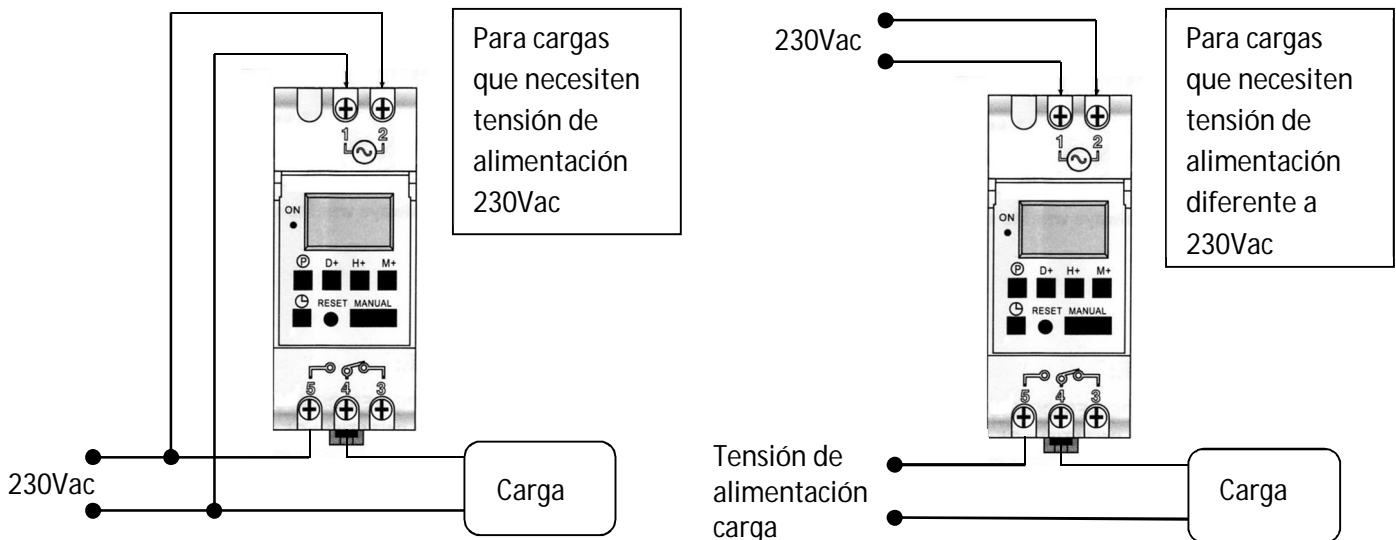 Para cargas
que necesiten
tensión de
alimentación
230Vac
1 2
ON
P D+ H+ M+
RESET MANUAL
5 4 3
230Vac
Carga
230Vac
Para cargas
que necesiten
tensión de
alimentación
diferente a
230Vac
1 2
ON
P D+ H+ M+
RESET MANUAL
5 4 3
Tensión de
alimentación
carga
Carga